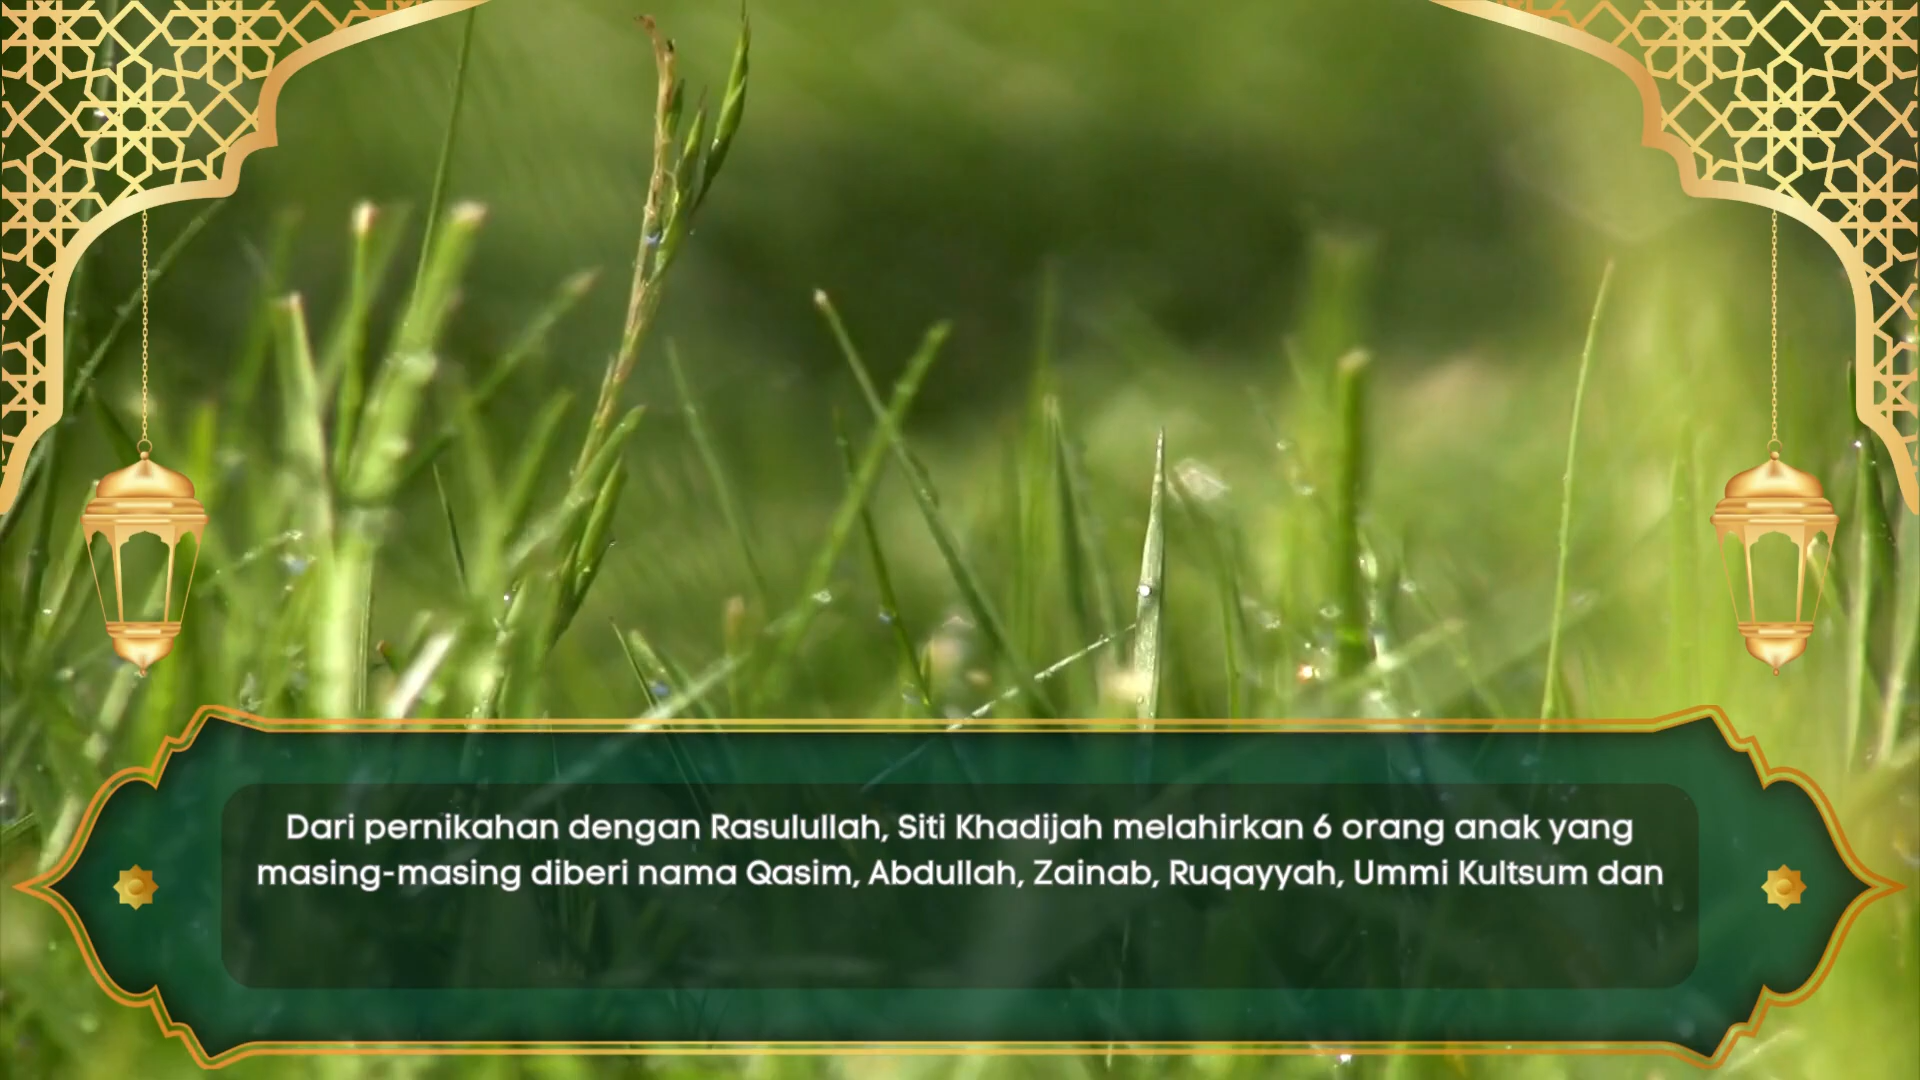 Dari pernikahan dengan Rasulullah, Siti Khadijah melahirkan 6 orang anak yang
masing-masing diberi nama Qasim, Abdullah, Zainab, Ruqayyah, Ummi Kultsum dan